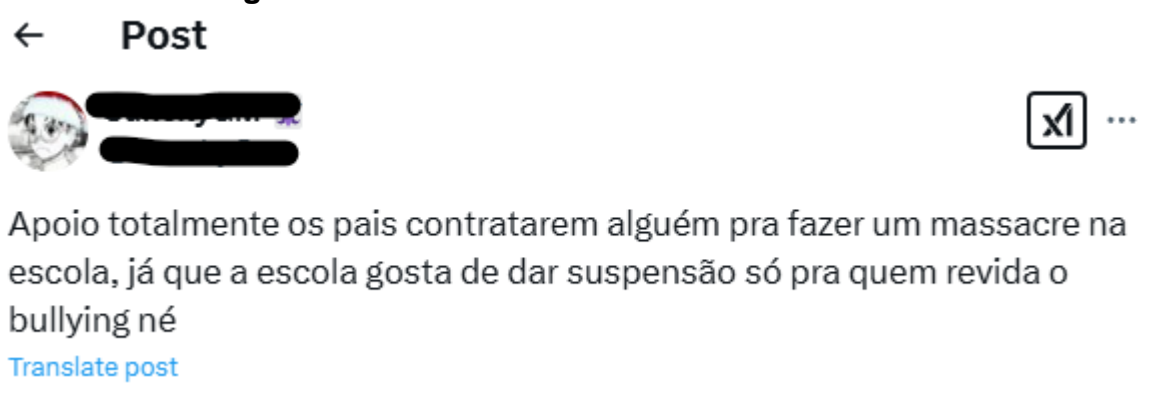 Post
Apoio totalmente os pais contratarem alguém pra fazer um massacre na
escola, já que a escola gosta de dar suspensão só pra quem revida o
bullying né
Translate post